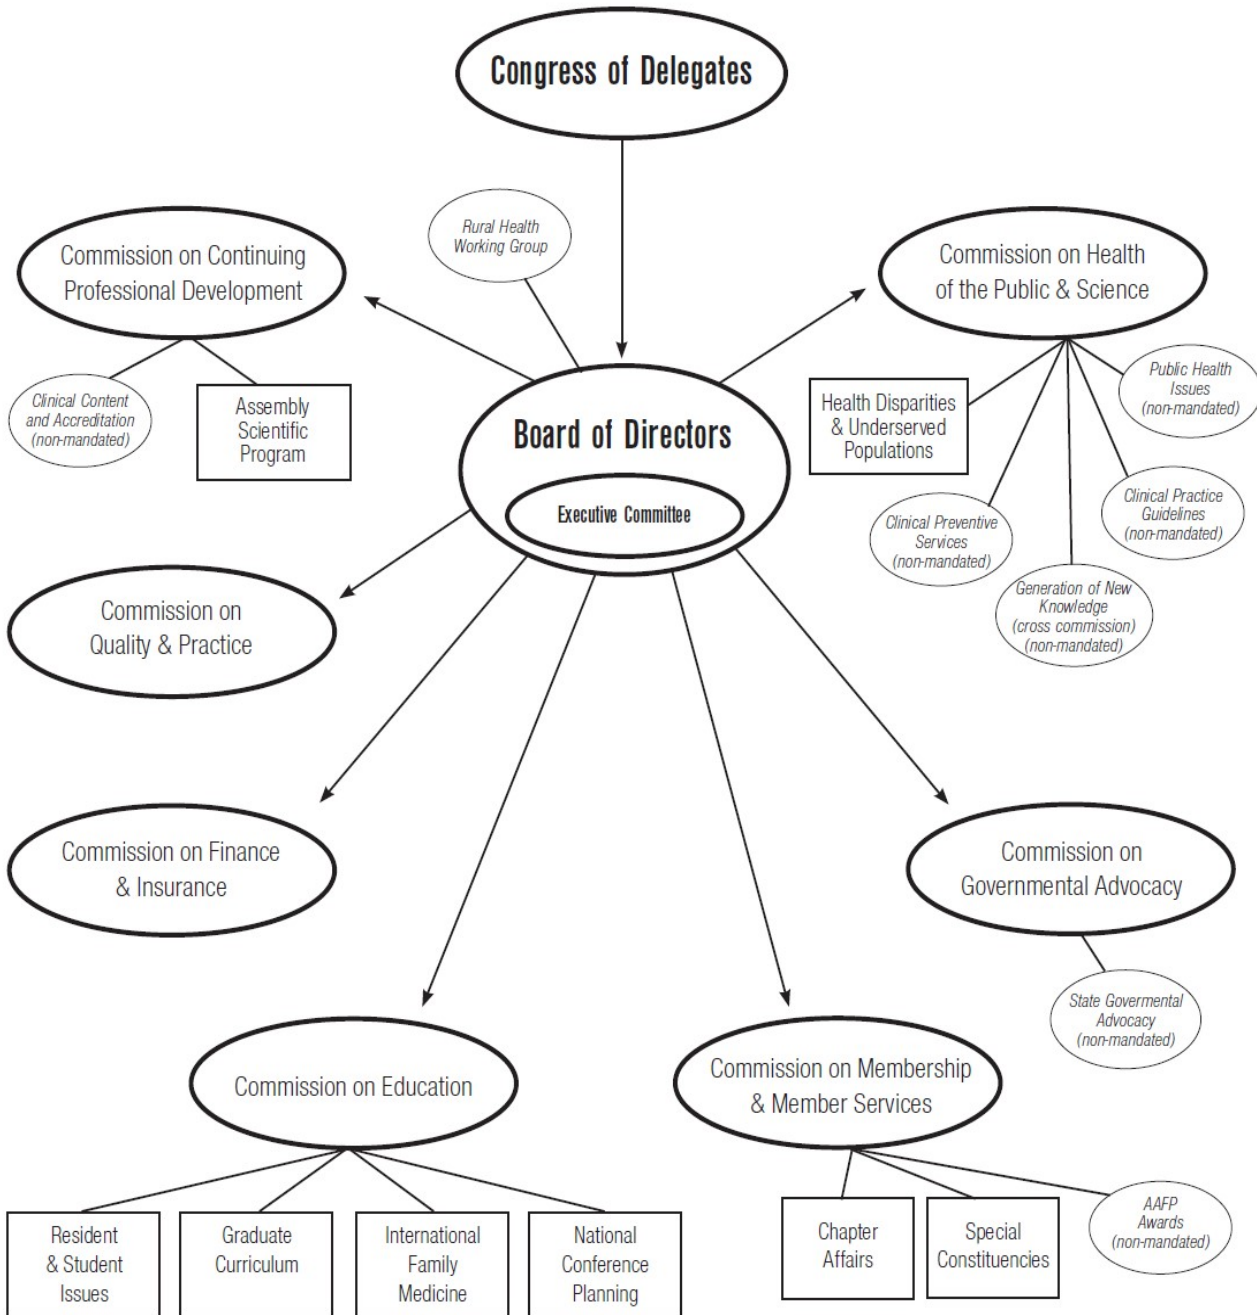 Congress of Delegates
Rural Health
Working Group
Commission on Continuing
Professional Development
Commission on Health
of the Public & Science
Clinical Content
and Accreditation
(non-mandated)
Assembly
Scientific
Program
Board of Directors
Executive Committee
Health Disparities
& Underserved
Populations
Public Health
Issues
(non-mandated)
Clinical Preventive
Services
(non-mandated)
Clinical Practice
Guidelines
(non-mandated)
Generation of New
Knowledge
(cross commission)
(non-mandated)
Commission on
Quality & Practice
Commission on Finance
& Insurance
Commission on
Governmental Advocacy
State Govermental
Advocacy
(non-mandated)
Commission on Education
Commission on Membership
& Member Services
Resident
& Student
Issues
Graduate
Curriculum
International
Family
Medicine
National
Conference
Planning
Chapter
Affairs
Special
Constituencies
AAFP
Awards
(non-mandated)